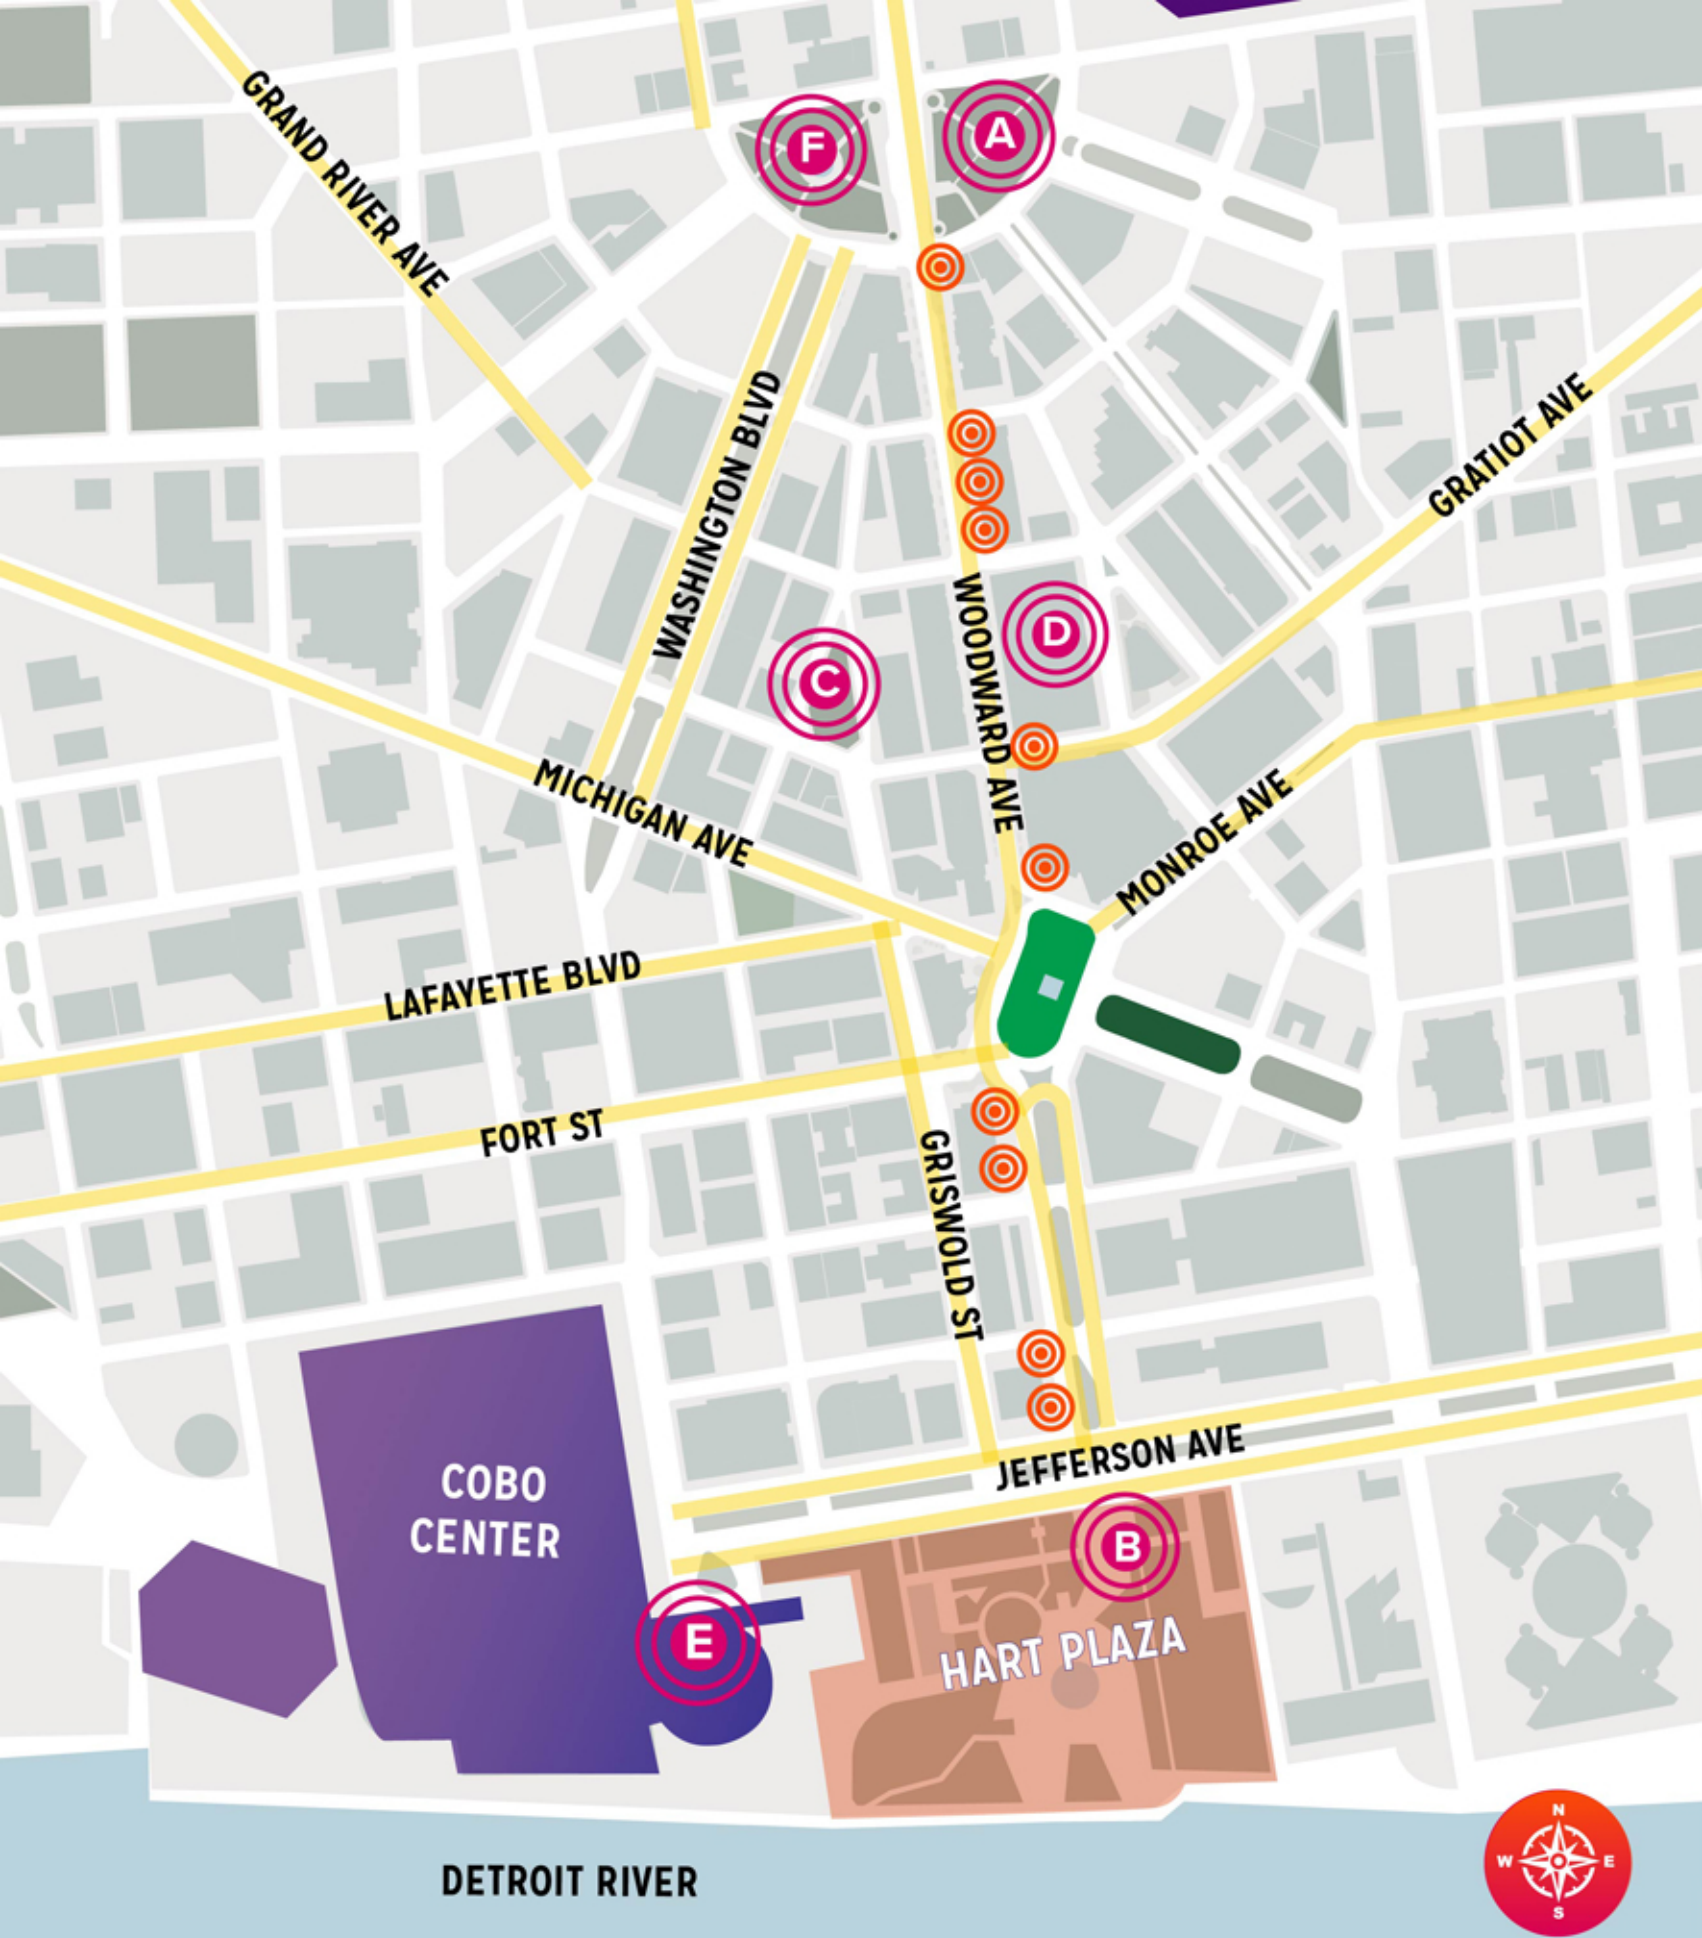 F
A
GRAND RIVER AVE
WASHINGTON BLVD
GRATIOT AVE
WOODWARD AVE
D
C
MICHIGAN AVE
MONROE AVE
LAFAYETTE BLVD
FORT ST
GRISWOLD ST
JEFFERSON AVE
COBO
CENTER
B
E
HART PLAZA
N
W
E
S
DETROIT RIVER